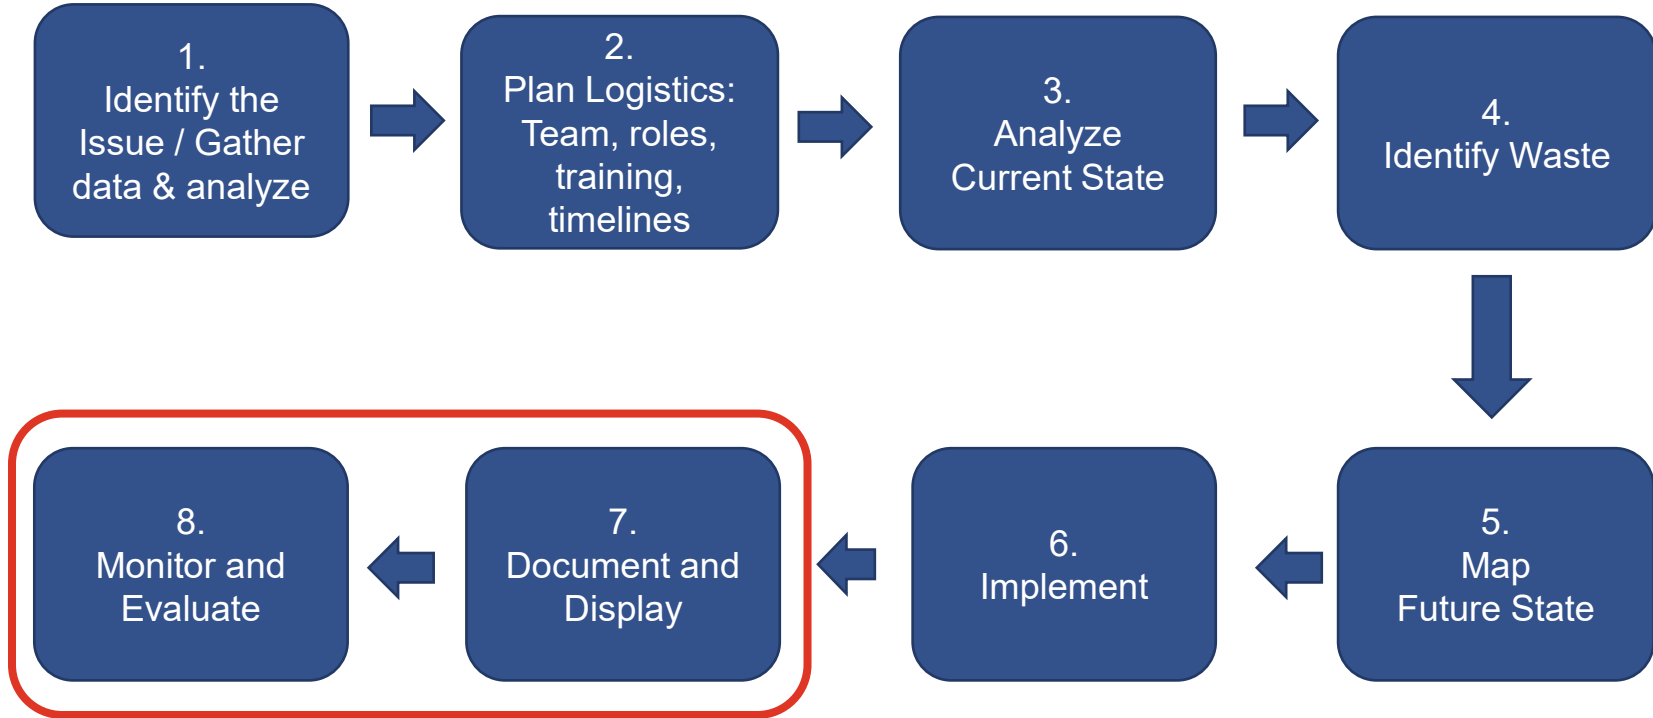 1.
Identify the
Issue / Gather
data & analyze
2.
Plan Logistics:
Team, roles,
training,
timelines
3.
Analyze
Current State
4.
Identify Waste
5.
Map
Future State
6.
Implement
7.
Document and
Display
8.
Monitor and
Evaluate